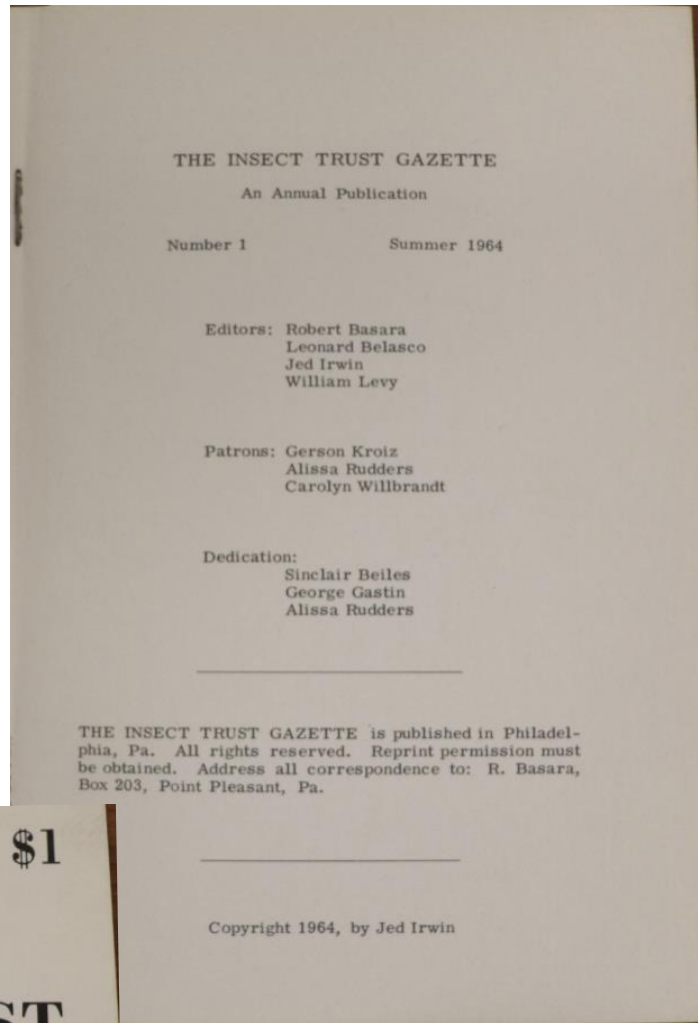 THE INSECT TRUST GAZETTE
An Annual Publication
Number 1 Summer 1964
Editors: Robert Basara
Leonard Belasco
Jed Irwin
William Levy
Patrons: Gerson Kroiz
Alissa Rudders
Carolyn Willbrandt
Dedication:
Sinclair Beiles
George Gastin
Alissa Rudders
THE INSECT TRUST GAZETTE is published in Philadel-
phia, Pa. All rights reserved. Reprint permission must
be obtained. Address all correspondence to: R. Basara,
Box 203, Point Pleasant, Pa.
Copyright 1964, by Jed Irwin
$1
ST